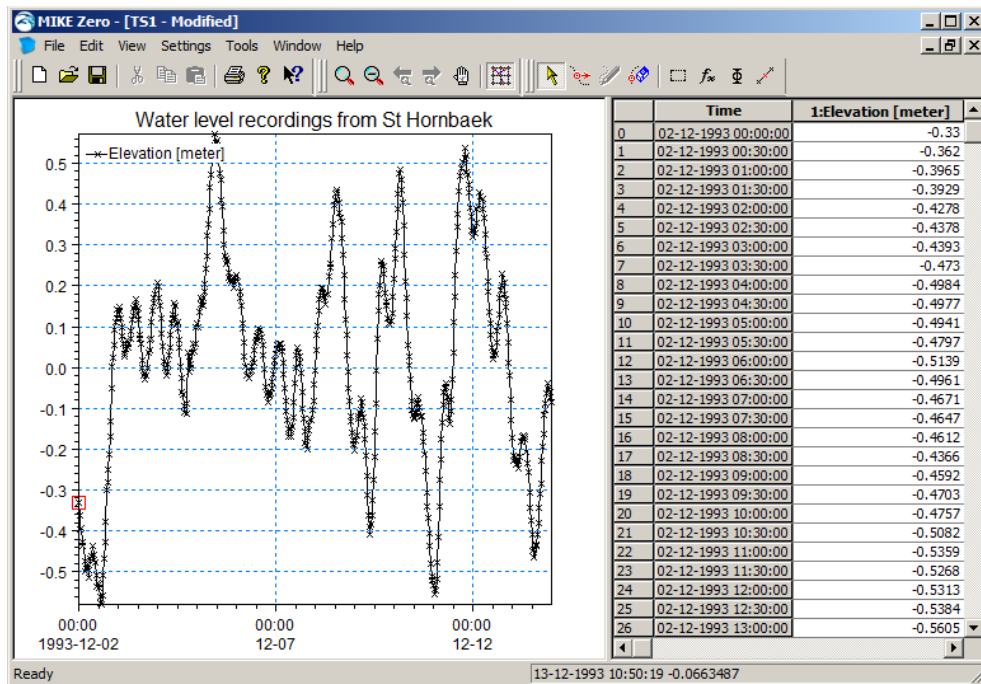 MIKE Zero - [TS1 - Modified]
File Edit View Settings Tools Window Help
Water level recordings from St Hornbaek
Elevation [meter]
0.5
0.4
0.3
0.2
0.1
0.0
-0.1
-0.2
-0.3
-0.4
-0.5
00:00 00:00 00:00
1993-12-02 12-07 12-12
Time 1:Elevation [meter]
0 02-12-1993 00:00:00 -0.33
1 02-12-1993 00:30:00 -0.362
2 02-12-1993 01:00:00 -0.3965
3 02-12-1993 01:30:00 -0.3929
4 02-12-1993 02:00:00 -0.4278
5 02-12-1993 02:30:00 -0.4378
6 02-12-1993 03:00:00 -0.4393
7 02-12-1993 03:30:00 -0.473
8 02-12-1993 04:00:00 -0.4984
9 02-12-1993 04:30:00 -0.4977
10 02-12-1993 05:00:00 -0.4941
11 02-12-1993 05:30:00 -0.4797
12 02-12-1993 06:00:00 -0.5139
13 02-12-1993 06:30:00 -0.4961
14 02-12-1993 07:00:00 -0.4671
15 02-12-1993 07:30:00 -0.4647
16 02-12-1993 08:00:00 -0.4612
17 02-12-1993 08:30:00 -0.4366
18 02-12-1993 09:00:00 -0.4592
19 02-12-1993 09:30:00 -0.4703
20 02-12-1993 10:00:00 -0.4757
21 02-12-1993 10:30:00 -0.5082
22 02-12-1993 11:00:00 -0.5359
23 02-12-1993 11:30:00 -0.5268
24 02-12-1993 12:00:00 -0.5313
25 02-12-1993 12:30:00 -0.5384
26 02-12-1993 13:00:00 -0.5605
Ready 13-12-1993 10:50:19 -0.0663487